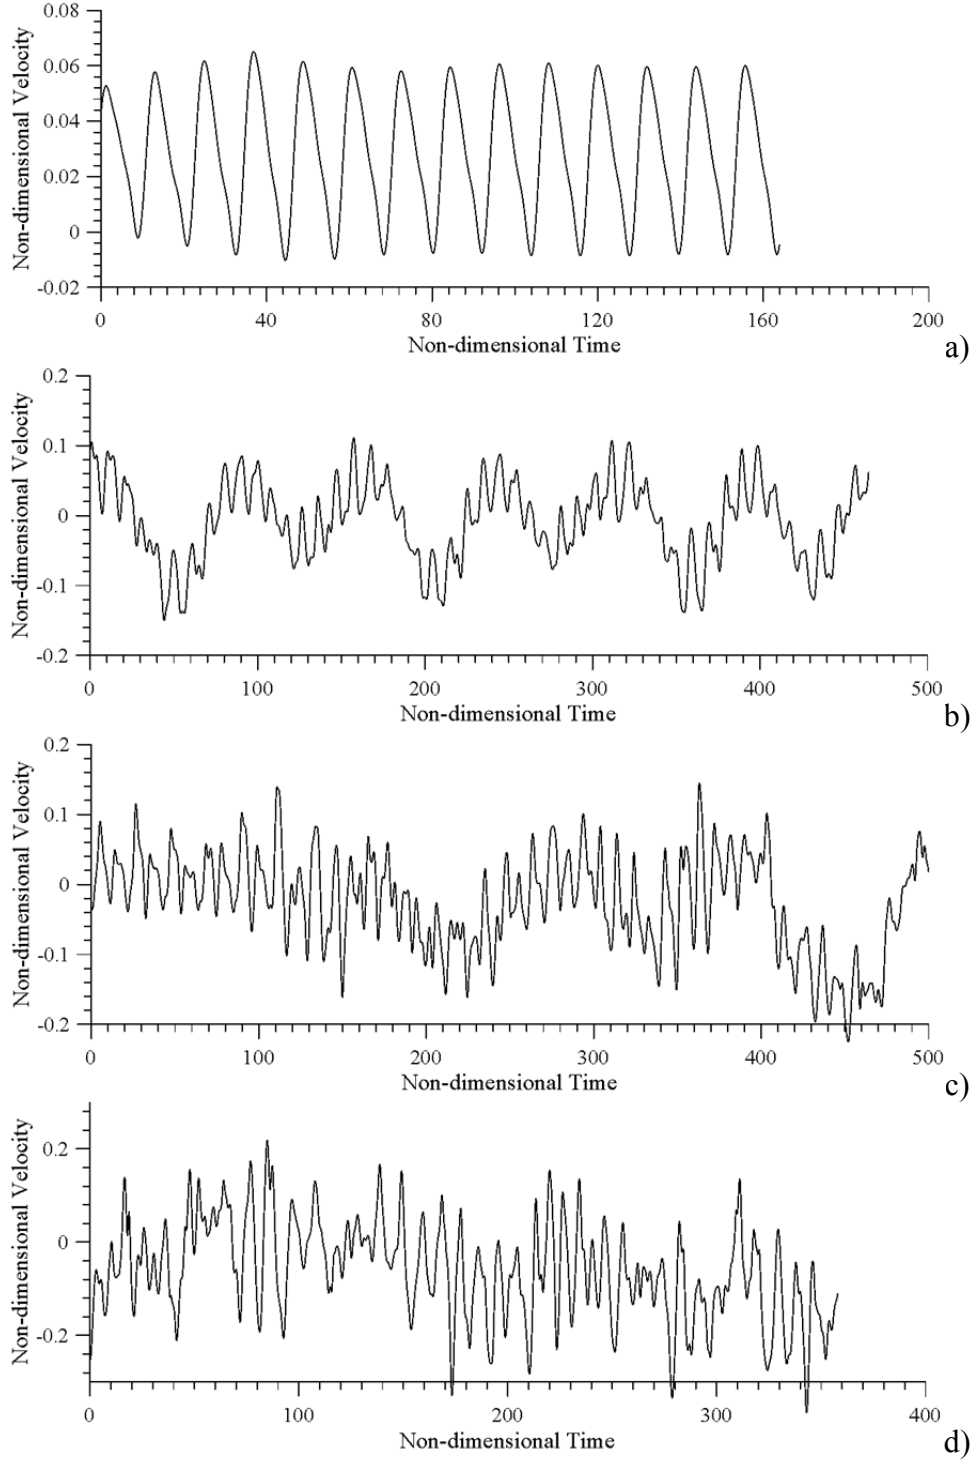 0.08
0.06
0.04
0.02
0
-0.02
Non-dimensional Velocity
0 40 80 120 160 200
Non-dimensional Time
a)
0.2
0.1
0
-0.1
-0.2
Non-dimensional Velocity
0 100 200 300 400 500
Non-dimensional Time
b)
0.2
0.1
0
-0.1
-0.2
Non-dimensional Velocity
0 100 200 300 400 500
Non-dimensional Time
c)
0.2
0
-0.2
Non-dimensional Velocity
0 100 200 300 400
Non-dimensional Time
d)